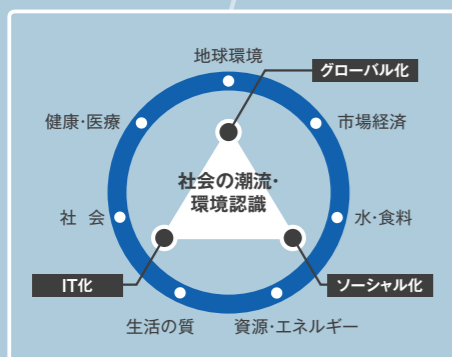 地球環境
グローバル化
健康・医療
市場経済
社会の潮流・
環境認識
社 会
水・食料
IT化
ソーシャル化
生活の質
資源・エネルギー